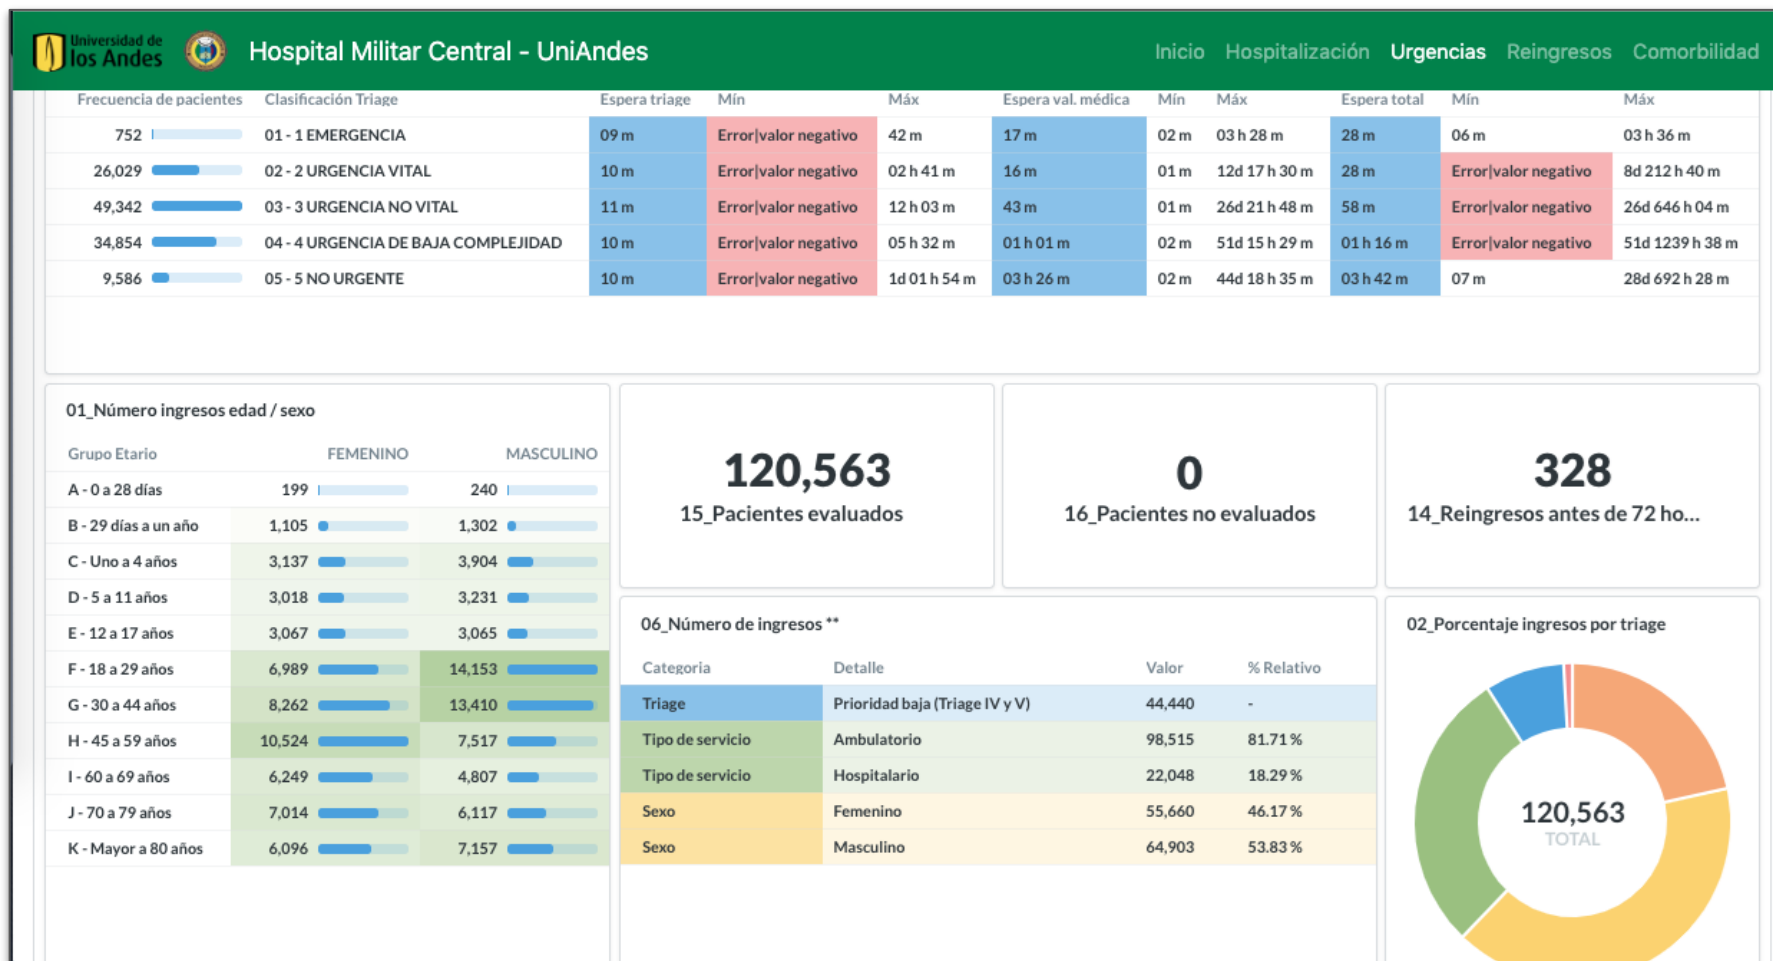 Universidad de
los Andes
Hospital Militar Central - UniAndes
Inicio Hospitalización Urgencias Reingresos Comorbilidad
Frecuencia de pacientes Clasificación Triage Espera triage Mín Máx Espera val. médica Mín Máx Espera total Mín Máx
752 01 - 1 EMERGENCIA 09 m Error|valor negativo 42 m 17 m 02 m 03 h 28 m 28 m 06 m 03 h 36 m
26,029 02 - 2 URGENCIA VITAL 10 m Error|valor negativo 02 h 41 m 16 m 01 m 12d 17 h 30 m 28 m Error|valor negativo 8d 212 h 40 m
49,342 03 - 3 URGENCIA NO VITAL 11 m Error|valor negativo 12 h 03 m 43 m 01 m 26d 21 h 48 m 58 m Error|valor negativo 26d 646 h 04 m
34,854 04 - 4 URGENCIA DE BAJA COMPLEJIDAD 10 m Error|valor negativo 05 h 32 m 01 h 01 m 02 m 51d 15 h 29 m 01 h 16 m Error|valor negativo 51d 1239 h 38 m
9,586 05 - 5 NO URGENTE 10 m Error|valor negativo 1d 01 h 54 m 03 h 26 m 02 m 44d 18 h 35 m 03 h 42 m 07 m 28d 692 h 28 m
01_Número ingresos edad / sexo
Grupo Etario FEMENINO MASCULINO
A - 0 a 28 días 199 240
B - 29 días a un año 1,105 1,302
C - Uno a 4 años 3,137 3,904
D - 5 a 11 años 3,018 3,231
E - 12 a 17 años 3,067 3,065
F - 18 a 29 años 6,989 14,153
G - 30 a 44 años 8,262 13,410
H - 45 a 59 años 10,524 7,517
I - 60 a 69 años 6,249 4,807
J - 70 a 79 años 7,014 6,117
K - Mayor a 80 años 6,096 7,157
120,563
15_Pacientes evaluados
0
16_Pacientes no evaluados
328
14_Reingresos antes de 72 ho...
06_Número de ingresos **
Categoria Detalle Valor % Relativo
Triage Prioridad baja (Triage IV y V) 44,440 -
Tipo de servicio Ambulatorio 98,515 81.71 %
Tipo de servicio Hospitalario 22,048 18.29 %
Sexo Femenino 55,660 46.17 %
Sexo Masculino 64,903 53.83 %
02_Porcentaje ingresos por triage
120,563
TOTAL